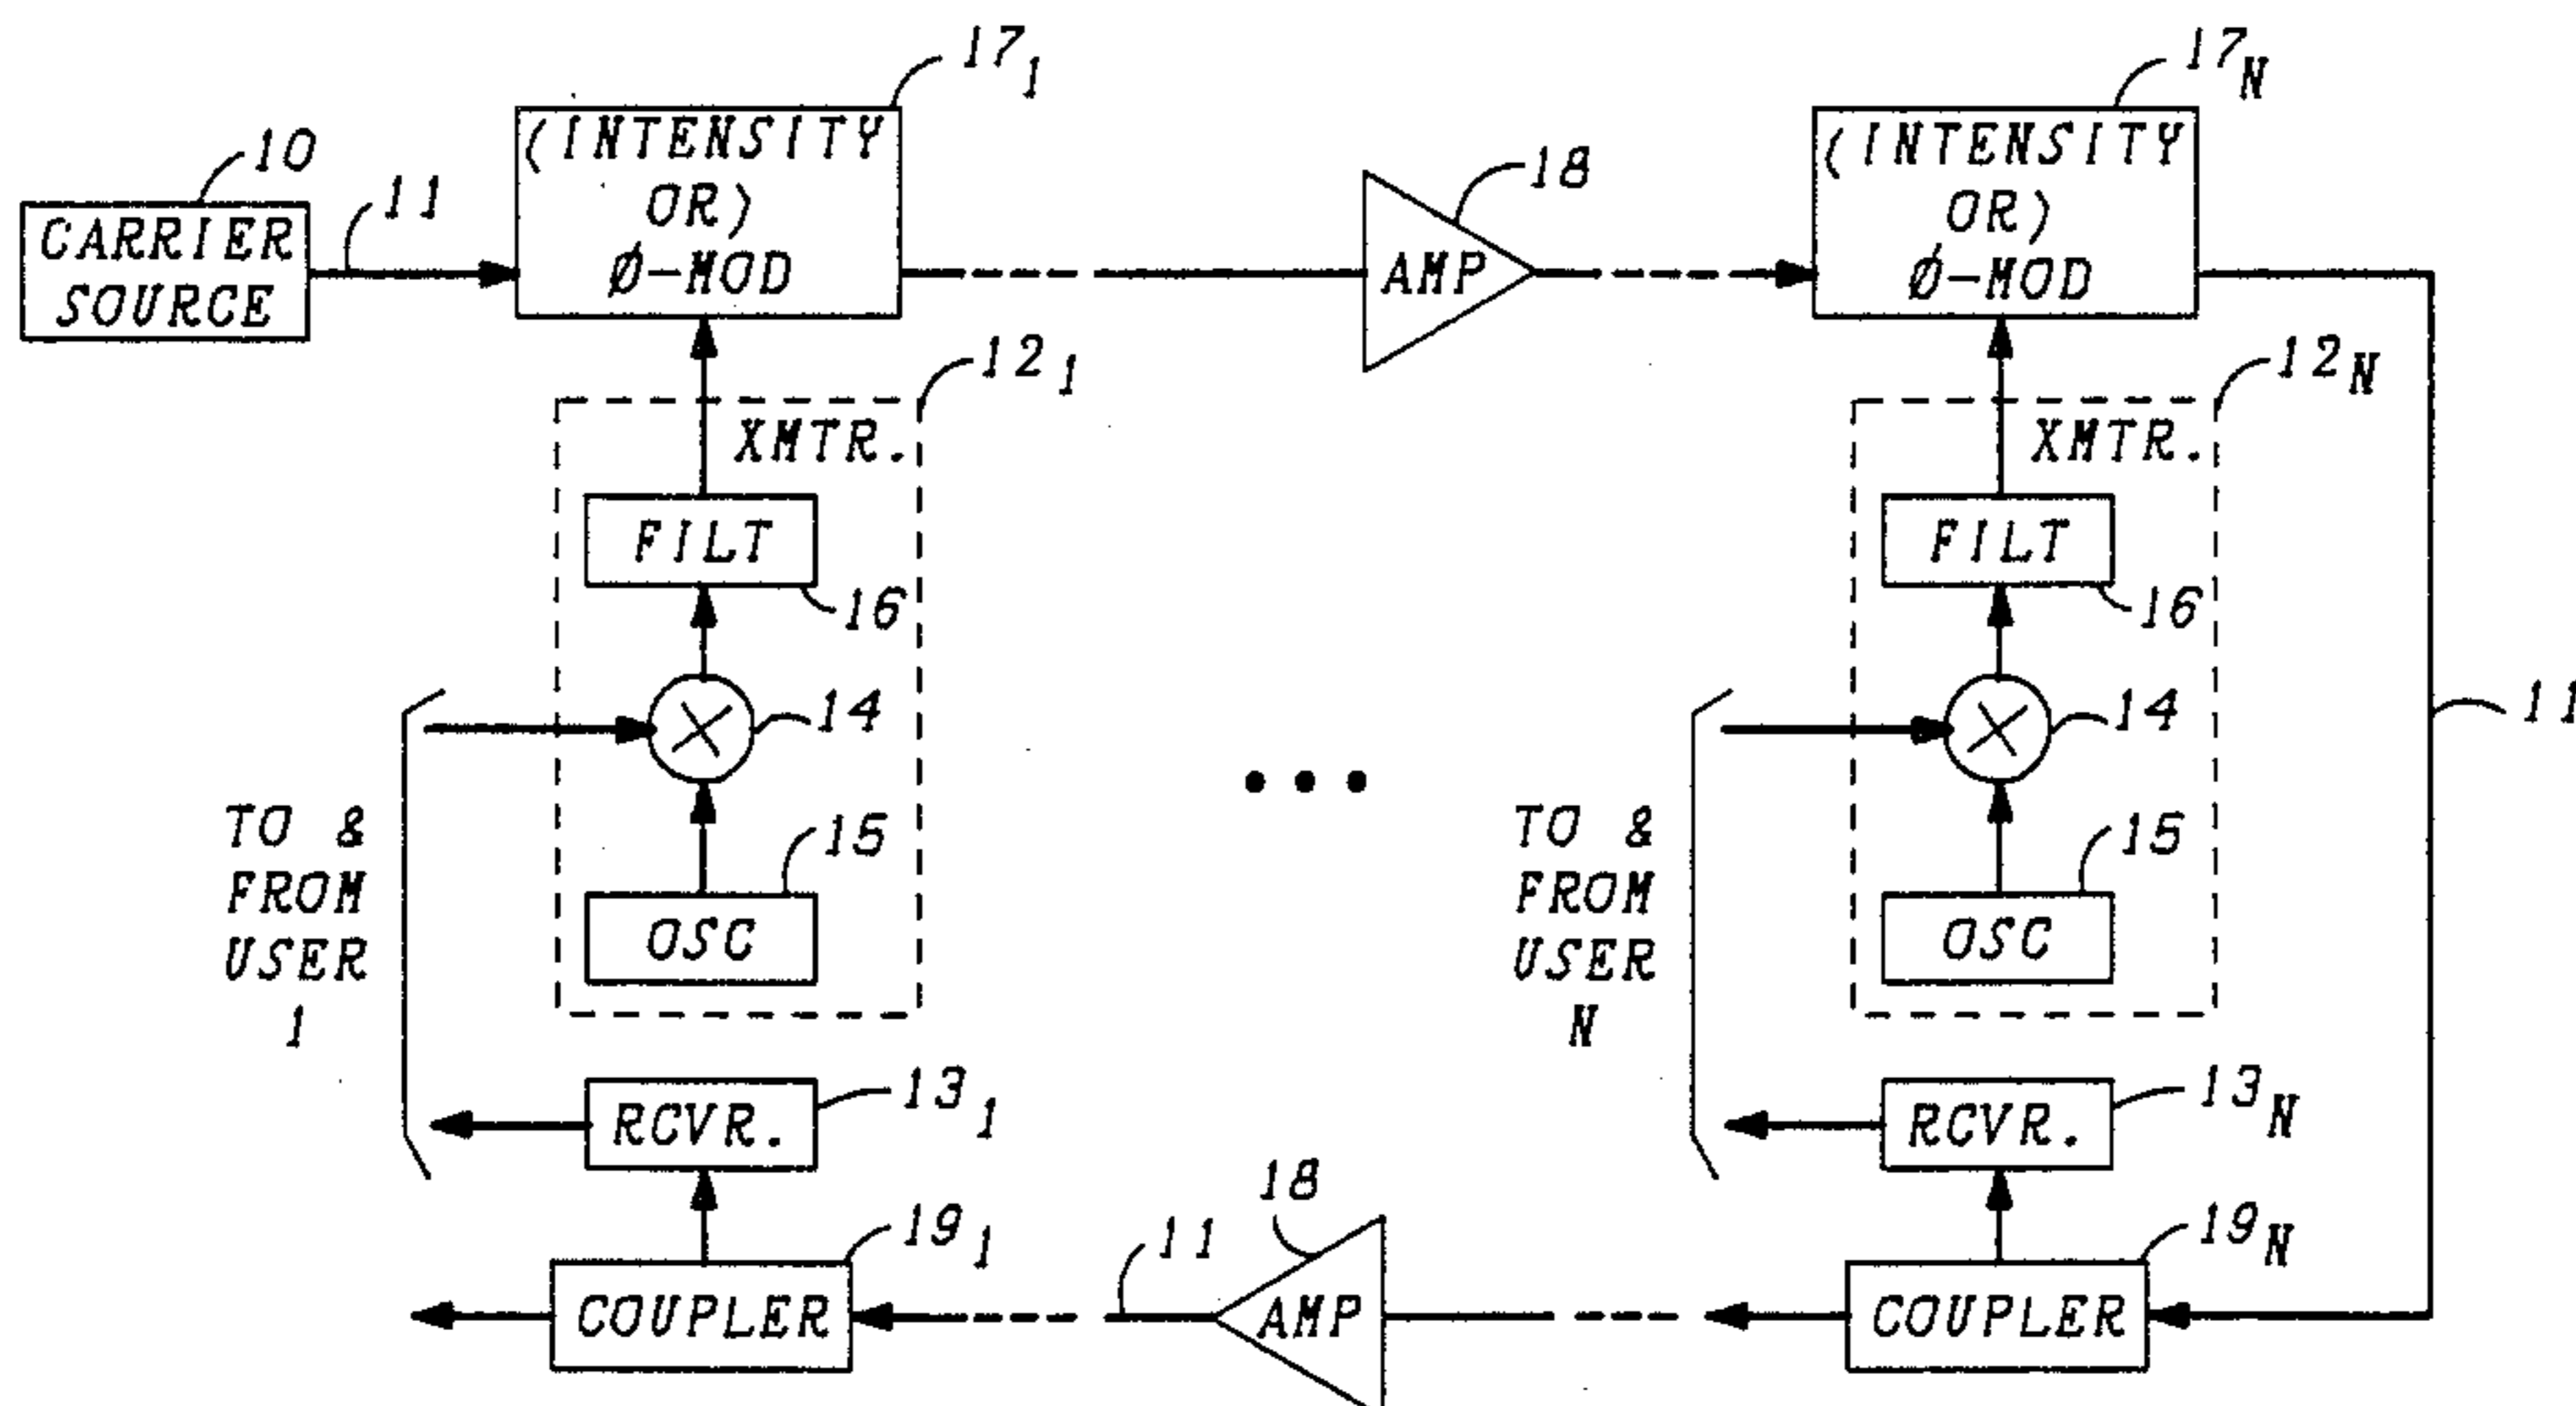 17₁
17N
10
11
CARRIER
SOURCE
(INTENSITY
OR)
Ø-MOD
18
AMP
(INTENSITY
OR)
Ø-MOD
12₁
XMTR.
FILT
16
14
15
OSC
TO &
FROM
USER
1
12N
XMTR.
FILT
16
14
15
OSC
TO &
FROM
USER
N
11
RCVR.
13₁
RCVR.
13N
COUPLER
19₁
11
18
AMP
COUPLER
19N